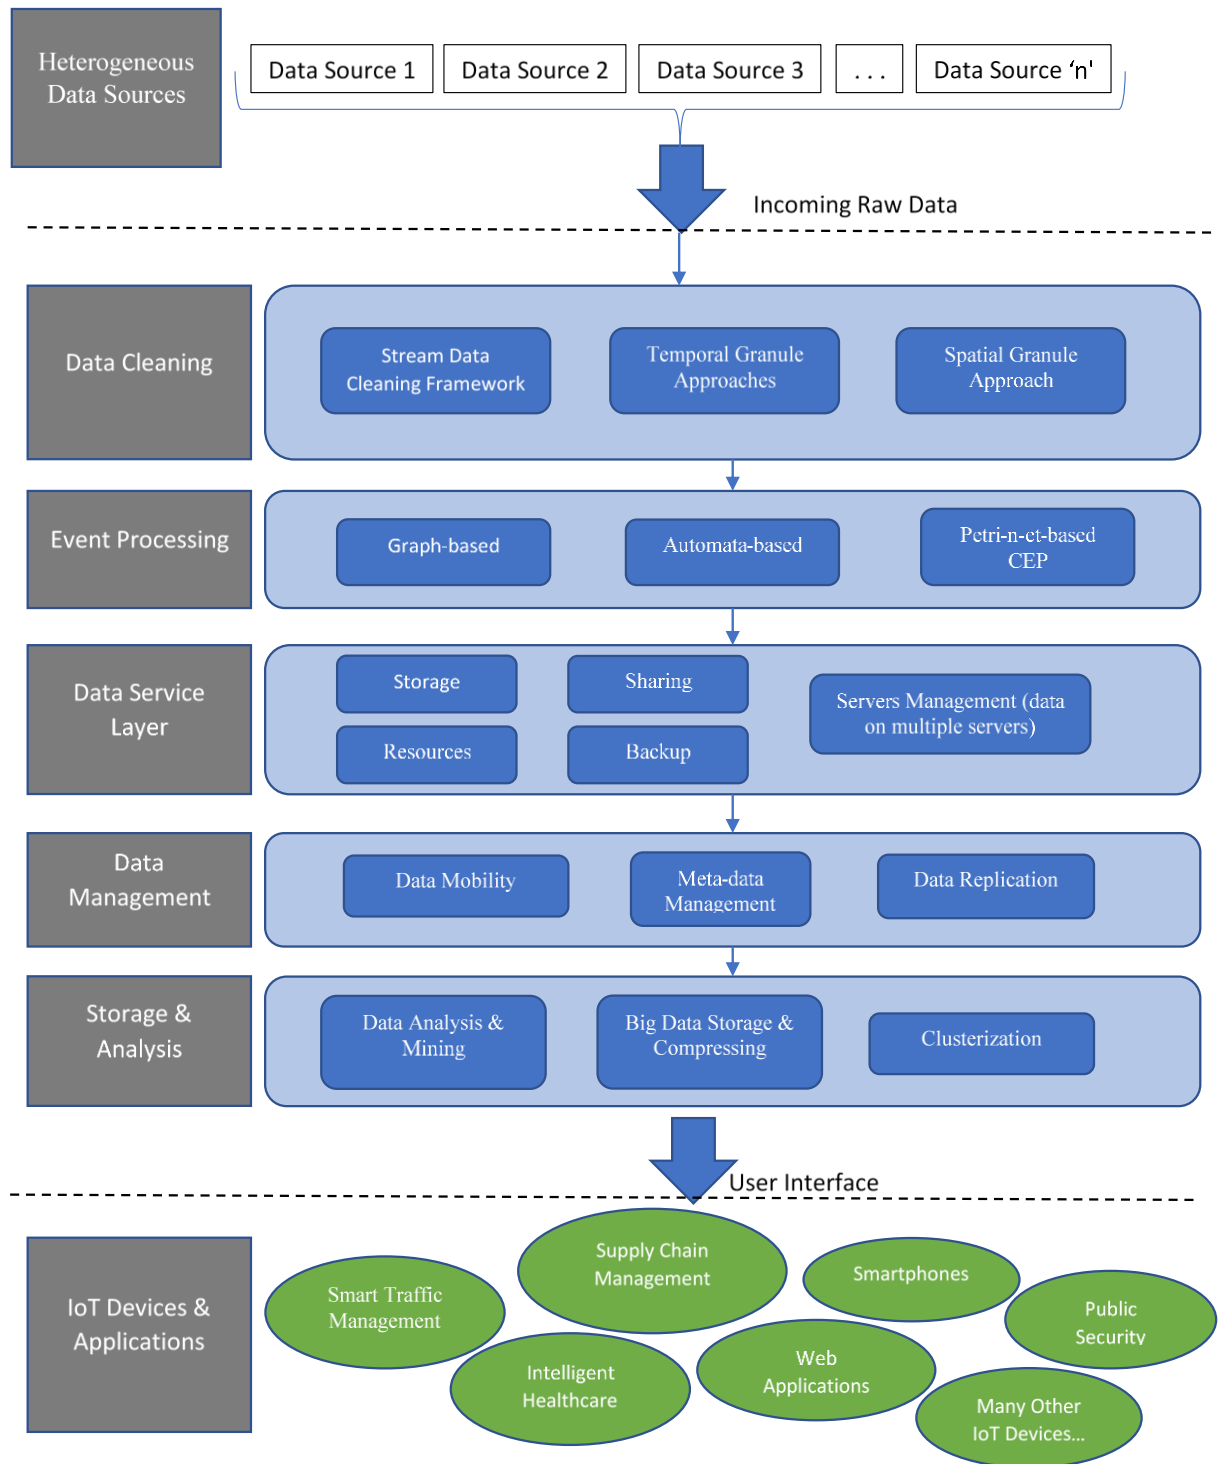 Heterogeneous
Data Sources
Data Source 1
Data Source 2
Data Source 3
. . .
Data Source ‘n'
Incoming Raw Data
Data Cleaning
Stream Data
Cleaning Framework
Temporal Granule
Approaches
Spatial Granule
Approach
Event Processing
Graph-based
Automata-based
Petri-n-et-based
CEP
Data Service
Layer
Storage
Sharing
Resources
Backup
Servers Management (data
on multiple servers)
Data
Management
Data Mobility
Meta-data
Management
Data Replication
Storage &
Analysis
Data Analysis &
Mining
Big Data Storage &
Compressing
Clusterization
User Interface
IoT Devices &
Applications
Smart Traffic
Management
Supply Chain
Management
Smartphones
Public
Security
Intelligent
Healthcare
Web
Applications
Many Other
IoT Devices...